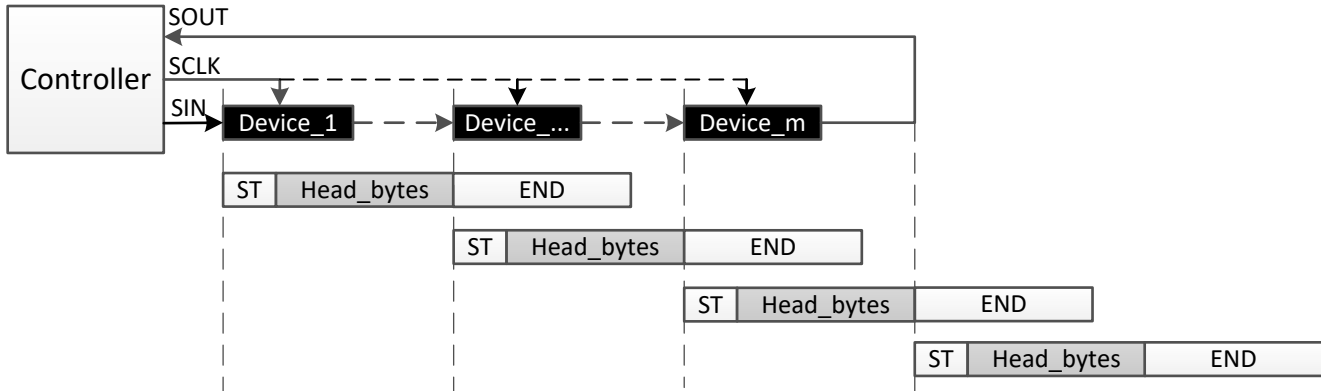 SOUT
Controller
SCLK
SIN
Device_1
Device_...
Device_m
ST Head_bytes END
ST Head_bytes END
ST Head_bytes END
ST Head_bytes END